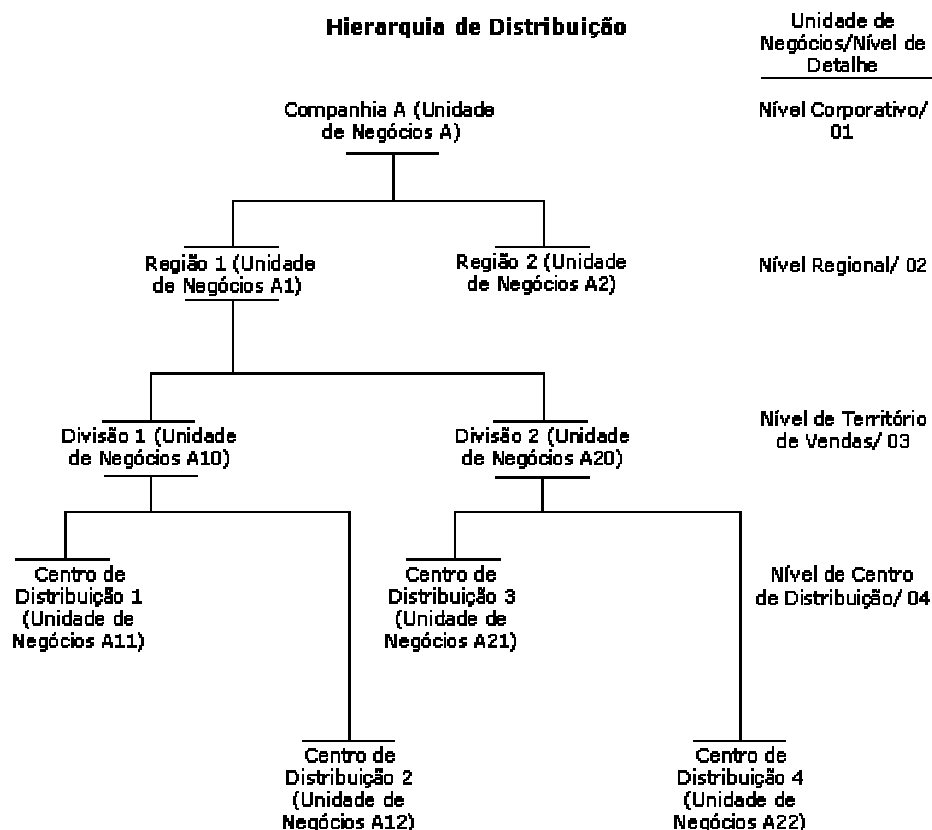 Hierarquia de Distribuição
Unidade de
Negócios/Nível de
Detalhe
Companhia A (Unidade
de Negócios A)
Nível Corporativo/
01
Região 1 (Unidade
de Negócios A1)
Região 2 (Unidade
de Negócios A2)
Nível Regional/ 02
Divisão 1 (Unidade
de Negócios A10)
Divisão 2 (Unidade
de Negócios A20)
Nível de Território
de Vendas/ 03
Centro de
Distribuição 1
(Unidade de
Negócios A11)
Centro de
Distribuição 3
(Unidade de
Negócios A21)
Nível de Centro
de Distribuição/ 04
Centro de
Distribuição 2
(Unidade de
Negócios A12)
Centro de
Distribuição 4
(Unidade de
Negócios A22)